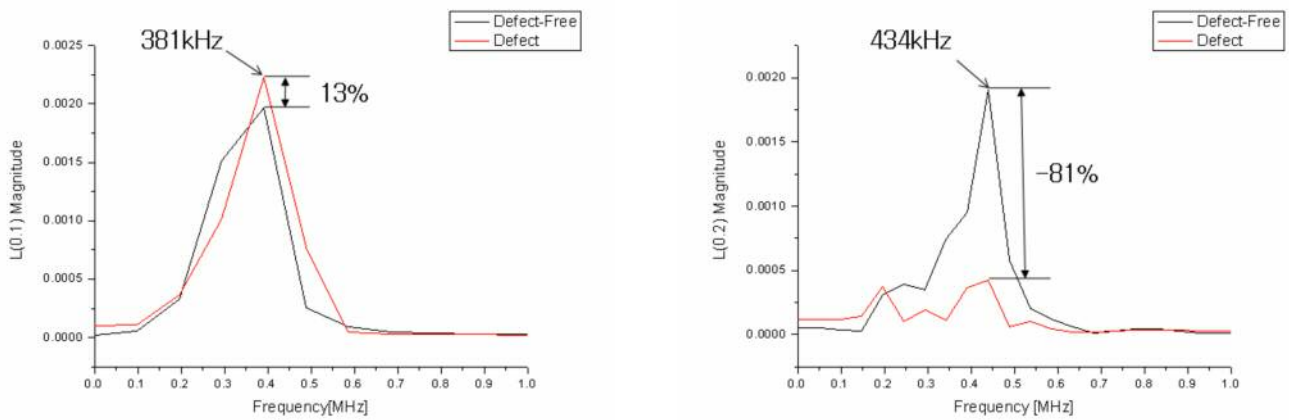 Defect-Free
Defect
381kHz
13%
0.0025
0.0020
0.0015
0.0010
0.0005
0.0000
L(0.1) Magnitude
0.0 0.1 0.2 0.3 0.4 0.5 0.6 0.7 0.8 0.9 1.0
Frequency[MHz]
Defect-Free
Defect
434kHz
-81%
0.0020
0.0015
0.0010
0.0005
0.0000
L(0.2) Magnitude
0.0 0.1 0.2 0.3 0.4 0.5 0.6 0.7 0.8 0.9 1.0
Frequency [MHz]